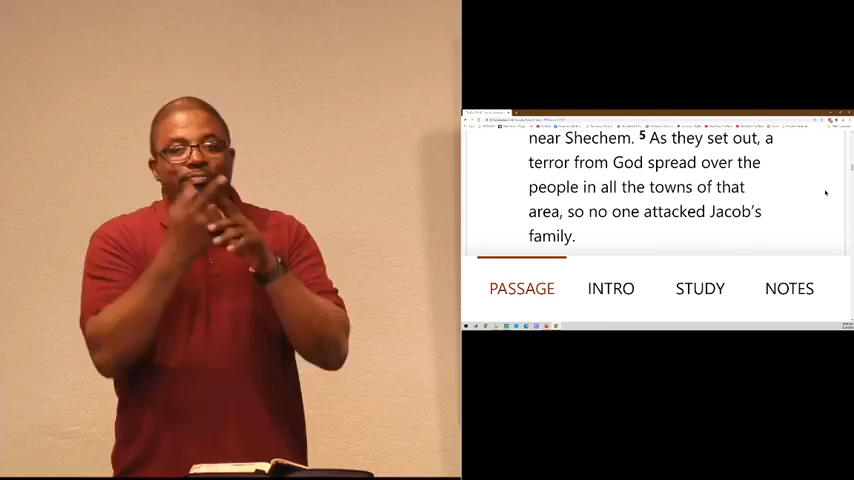 near Shechem. 5 As they set out, a
terror from God spread over the
people in all the towns of that
area, so no one attacked Jacob's
family.
PASSAGE INTRO STUDY NOTES